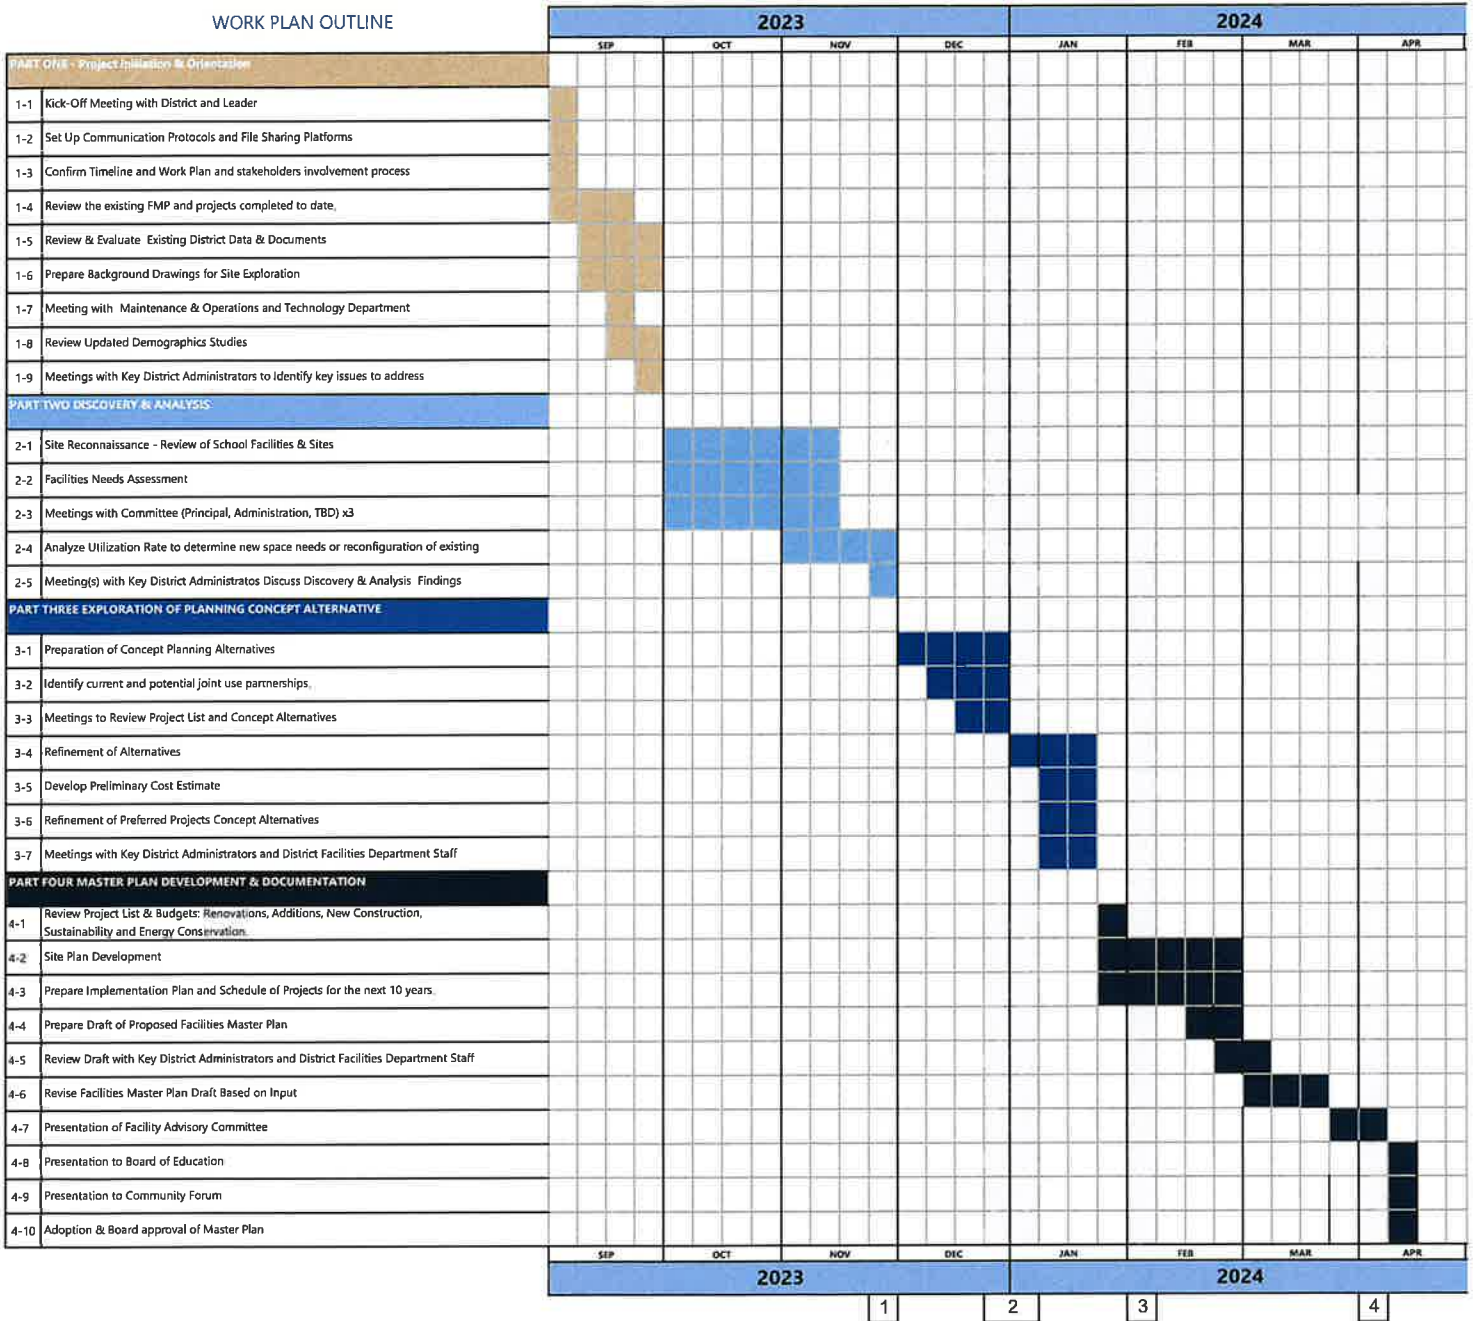 WORK PLAN OUTLINE
2023
2024
SEP
OCT
NOV
DEC
JAN
FEB
MAR
APR
PART ONE - Project Initiation & Orientation
1-1 Kick-Off Meeting with District and Leader
1-2 Set Up Communication Protocols and File Sharing Platforms
1-3 Confirm Timeline and Work Plan and stakeholders involvement process
1-4 Review the existing FMP and projects completed to date.
1-5 Review & Evaluate Existing District Data & Documents
1-6 Prepare Background Drawings for Site Exploration
1-7 Meeting with Maintenance & Operations and Technology Department
1-8 Review Updated Demographics Studies
1-9 Meetings with Key District Administrators to Identify key issues to address
PART TWO DISCOVERY & ANALYSIS
2-1 Site Reconnaissance - Review of School Facilities & Sites
2-2 Facilities Needs Assessment
2-3 Meetings with Committee (Principal, Administration, TBD) x3
2-4 Analyze Utilization Rate to determine new space needs or reconfiguration of existing
2-5 Meeting(s) with Key District Administratos Discuss Discovery & Analysis Findings
PART THREE EXPLORATION OF PLANNING CONCEPT ALTERNATIVE
3-1 Preparation of Concept Planning Alternatives
3-2 Identify current and potential joint use partnerships.
3-3 Meetings to Review Project List and Concept Alternatives
3-4 Refinement of Alternatives
3-5 Develop Preliminary Cost Estimate
3-6 Refinement of Preferred Projects Concept Alternatives
3-7 Meetings with Key District Administrators and District Facilities Department Staff
PART FOUR MASTER PLAN DEVELOPMENT & DOCUMENTATION
4-1 Review Project List & Budgets: Renovations, Additions, New Construction,
Sustainability and Energy Conservation.
4-2 Site Plan Development
4-3 Prepare Implementation Plan and Schedule of Projects for the next 10 years.
4-4 Prepare Draft of Proposed Facilities Master Plan
4-5 Review Draft with Key District Administrators and District Facilities Department Staff
4-6 Revise Facilities Master Plan Draft Based on Input
4-7 Presentation of Facility Advisory Committee
4-8 Presentation to Board of Education
4-9 Presentation to Community Forum
4-10 Adoption & Board approval of Master Plan
SEP
OCT
NOV
DEC
JAN
FEB
MAR
APR
2023
2024
1
2
3
4